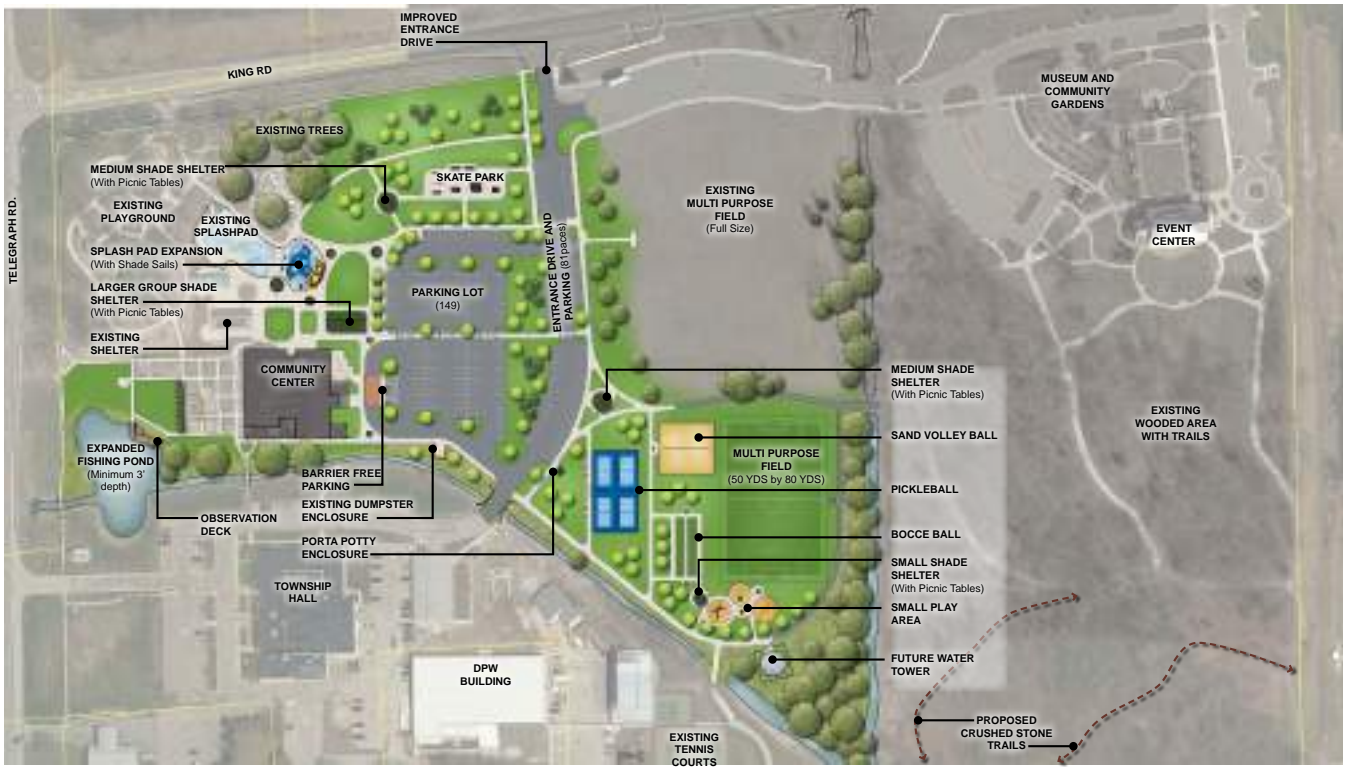 IMPROVED
ENTRANCE
DRIVE
KING RD
MUSEUM AND
COMMUNITY
GARDENS
EXISTING TREES
MEDIUM SHADE SHELTER
(With Picnic Tables)
SKATE PARK
EXISTING
PLAYGROUND
EXISTING
SPLASHPAD
EXISTING
MULTI PURPOSE
FIELD
(Full Size)
EVENT
CENTER
TELEGRAPH RD.
SPLASH PAD EXPANSION
(With Shade Sails)
ENTRANCE DRIVE AND
PARKING (81paces)
LARGER GROUP SHADE
SHELTER
(With Picnic Tables)
PARKING LOT
(149)
EXISTING
SHELTER
COMMUNITY
CENTER
MEDIUM SHADE
SHELTER
(With Picnic Tables)
EXISTING
WOODED AREA
WITH TRAILS
SAND VOLLEY BALL
EXPANDED
FISHING POND
(Minimum 3'
depth)
MULTI PURPOSE
FIELD
(50 YDS by 80 YDS)
BARRIER FREE
PARKING
PICKLEBALL
EXISTING DUMPSTER
ENCLOSURE
OBSERVATION
DECK
PORTA POTTY
ENCLOSURE
BOCCE BALL
SMALL SHADE
SHELTER
(With Picnic Tables)
TOWNSHIP
HALL
SMALL PLAY
AREA
DPW
BUILDING
FUTURE WATER
TOWER
PROPOSED
CRUSHED STONE
TRAILS
EXISTING
TENNIS
COURTS